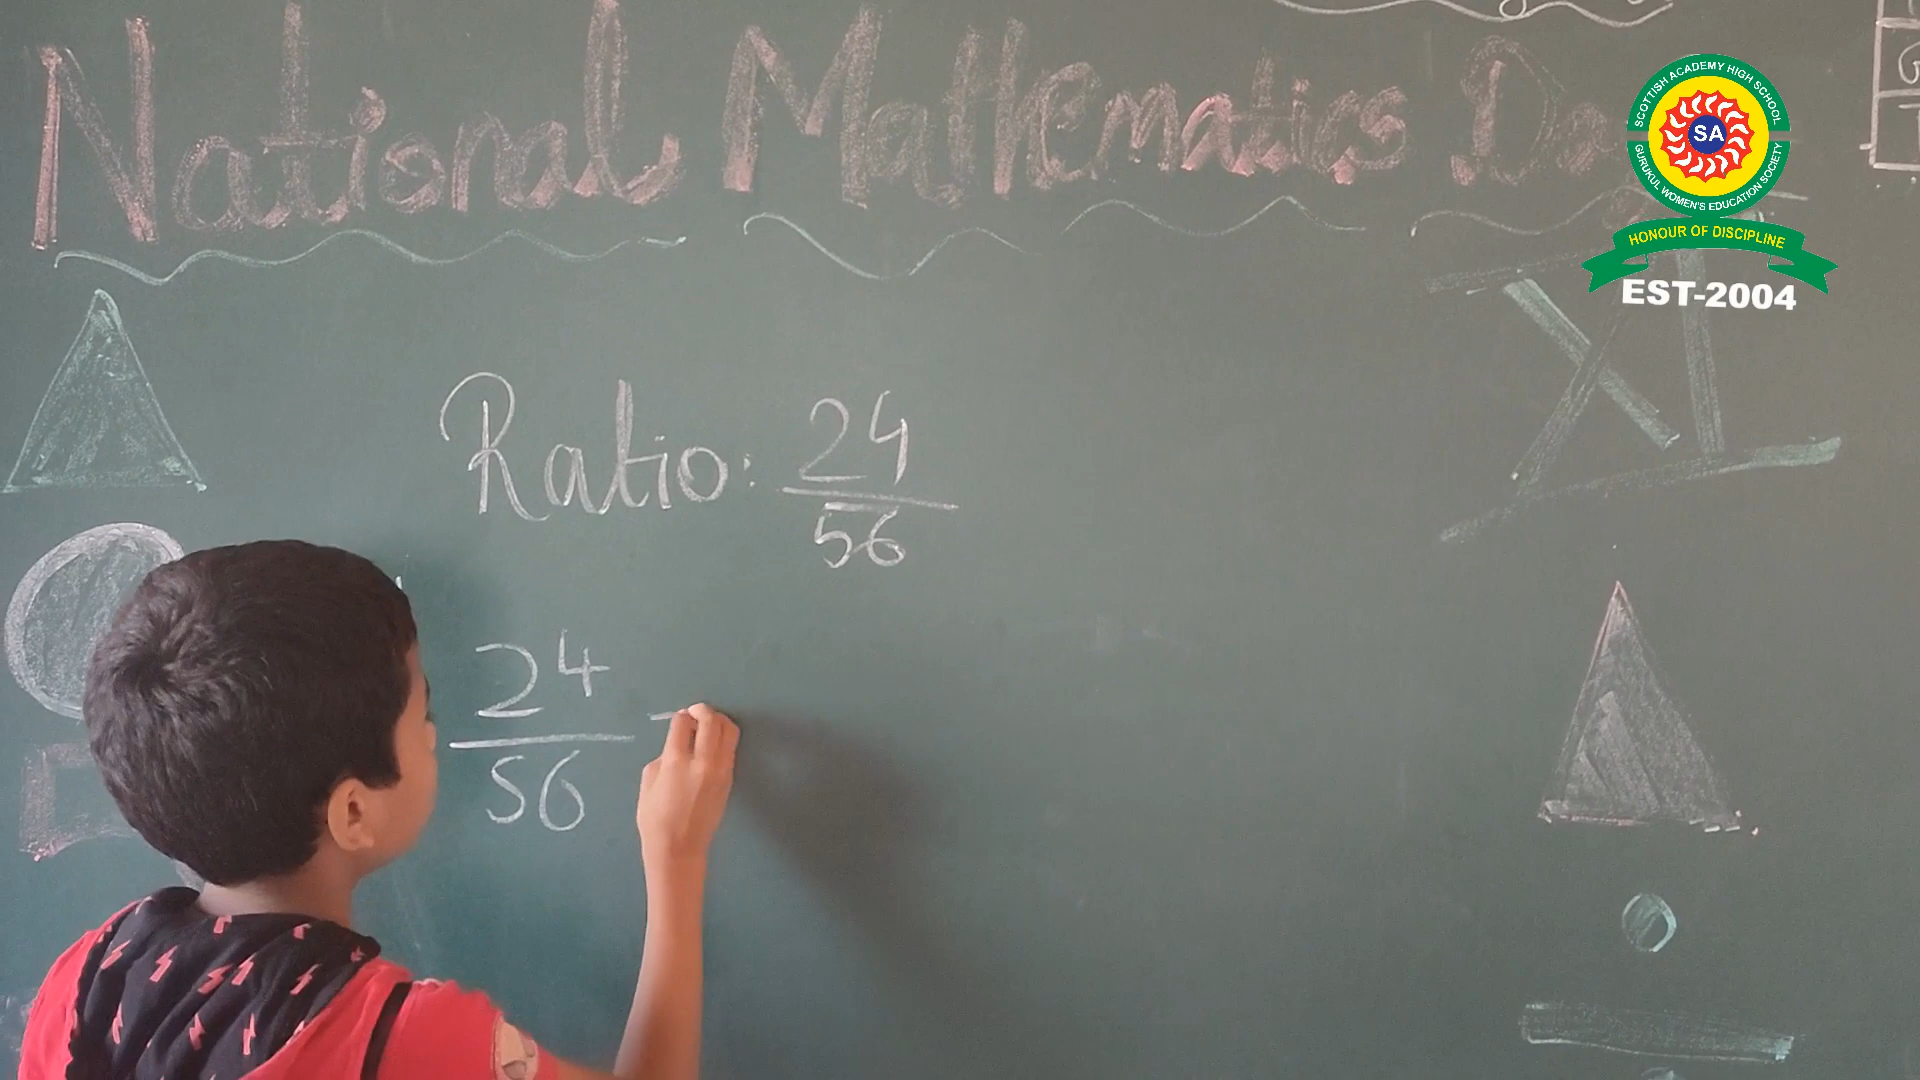 National Mathematics Da
SCOTTISH ACADEMY HIGH SCHOOL
SA
GURUKUL WOMEN'S EDUCATION SOCIETY
HONOUR OF DISCIPLINE
EST-2004
Ratio: 24/56
24/56